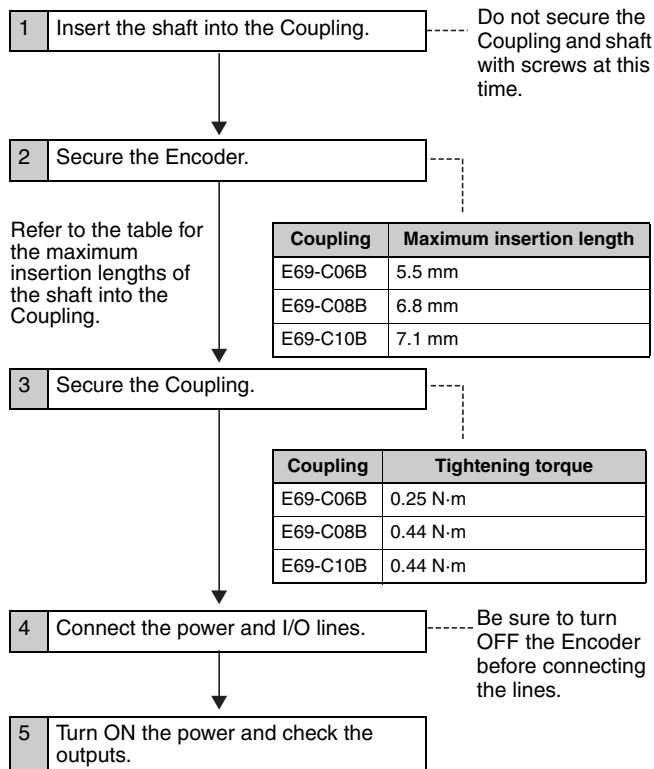 1 Insert the shaft into the Coupling.
Do not secure the
Coupling and shaft
with screws at this
time.
2 Secure the Encoder.
Refer to the table for
the maximum
insertion lengths of
the shaft into the
Coupling.
Coupling Maximum insertion length
E69-C06B 5.5 mm
E69-C08B 6.8 mm
E69-C10B 7.1 mm
3 Secure the Coupling.
Coupling Tightening torque
E69-C06B 0.25 N·m
E69-C08B 0.44 N·m
E69-C10B 0.44 N·m
4 Connect the power and I/O lines.
Be sure to turn
OFF the Encoder
before connecting
the lines.
5 Turn ON the power and check the
outputs.